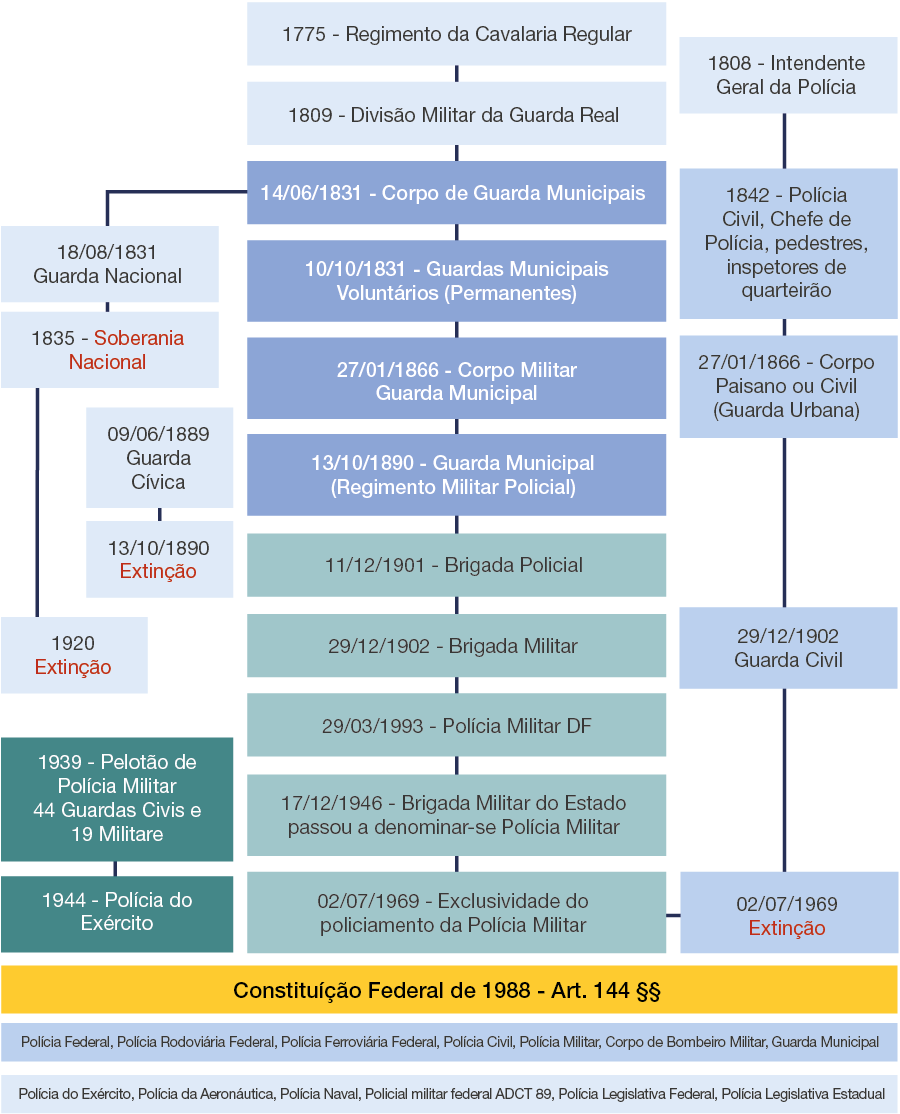 1775 - Regimento da Cavalaria Regular
1809 - Divisão Militar da Guarda Real
14/06/1831 - Corpo de Guarda Municipais
10/10/1831 - Guardas Municipais
Voluntários (Permanentes)
27/01/1866 - Corpo Militar
Guarda Municipal
13/10/1890 - Guarda Municipal
(Regimento Militar Policial)
11/12/1901 - Brigada Policial
29/12/1902 - Brigada Militar
29/03/1993 - Polícia Militar DF
17/12/1946 - Brigada Militar do Estado
passou a denominar-se Polícia Militar
02/07/1969 - Exclusividade do
policiamento da Polícia Militar
18/08/1831
Guarda Nacional
1835 - Soberania
Nacional
09/06/1889
Guarda
Cívica
13/10/1890
Extinção
1920
Extinção
1939 - Pelotão de
Polícia Militar
44 Guardas Civis e
19 Militare
1944 - Polícia do
Exército
1808 - Intendente
Geral da Polícia
1842 - Polícia
Civil, Chefe de
Polícia, pedestres,
inspetores de
quarteirão
27/01/1866 - Corpo
Paisano ou Civil
(Guarda Urbana)
29/12/1902
Guarda Civil
02/07/1969
Extinção
Constituíção Federal de 1988 - Art. 144 §§
Polícia Federal, Polícia Rodoviária Federal, Polícia Ferroviária Federal, Polícia Civil, Polícia Militar, Corpo de Bombeiro Militar, Guarda Municipal
Polícia do Exército, Polícia da Aeronáutica, Polícia Naval, Policial militar federal ADCT 89, Polícia Legislativa Federal, Polícia Legislativa Estadual